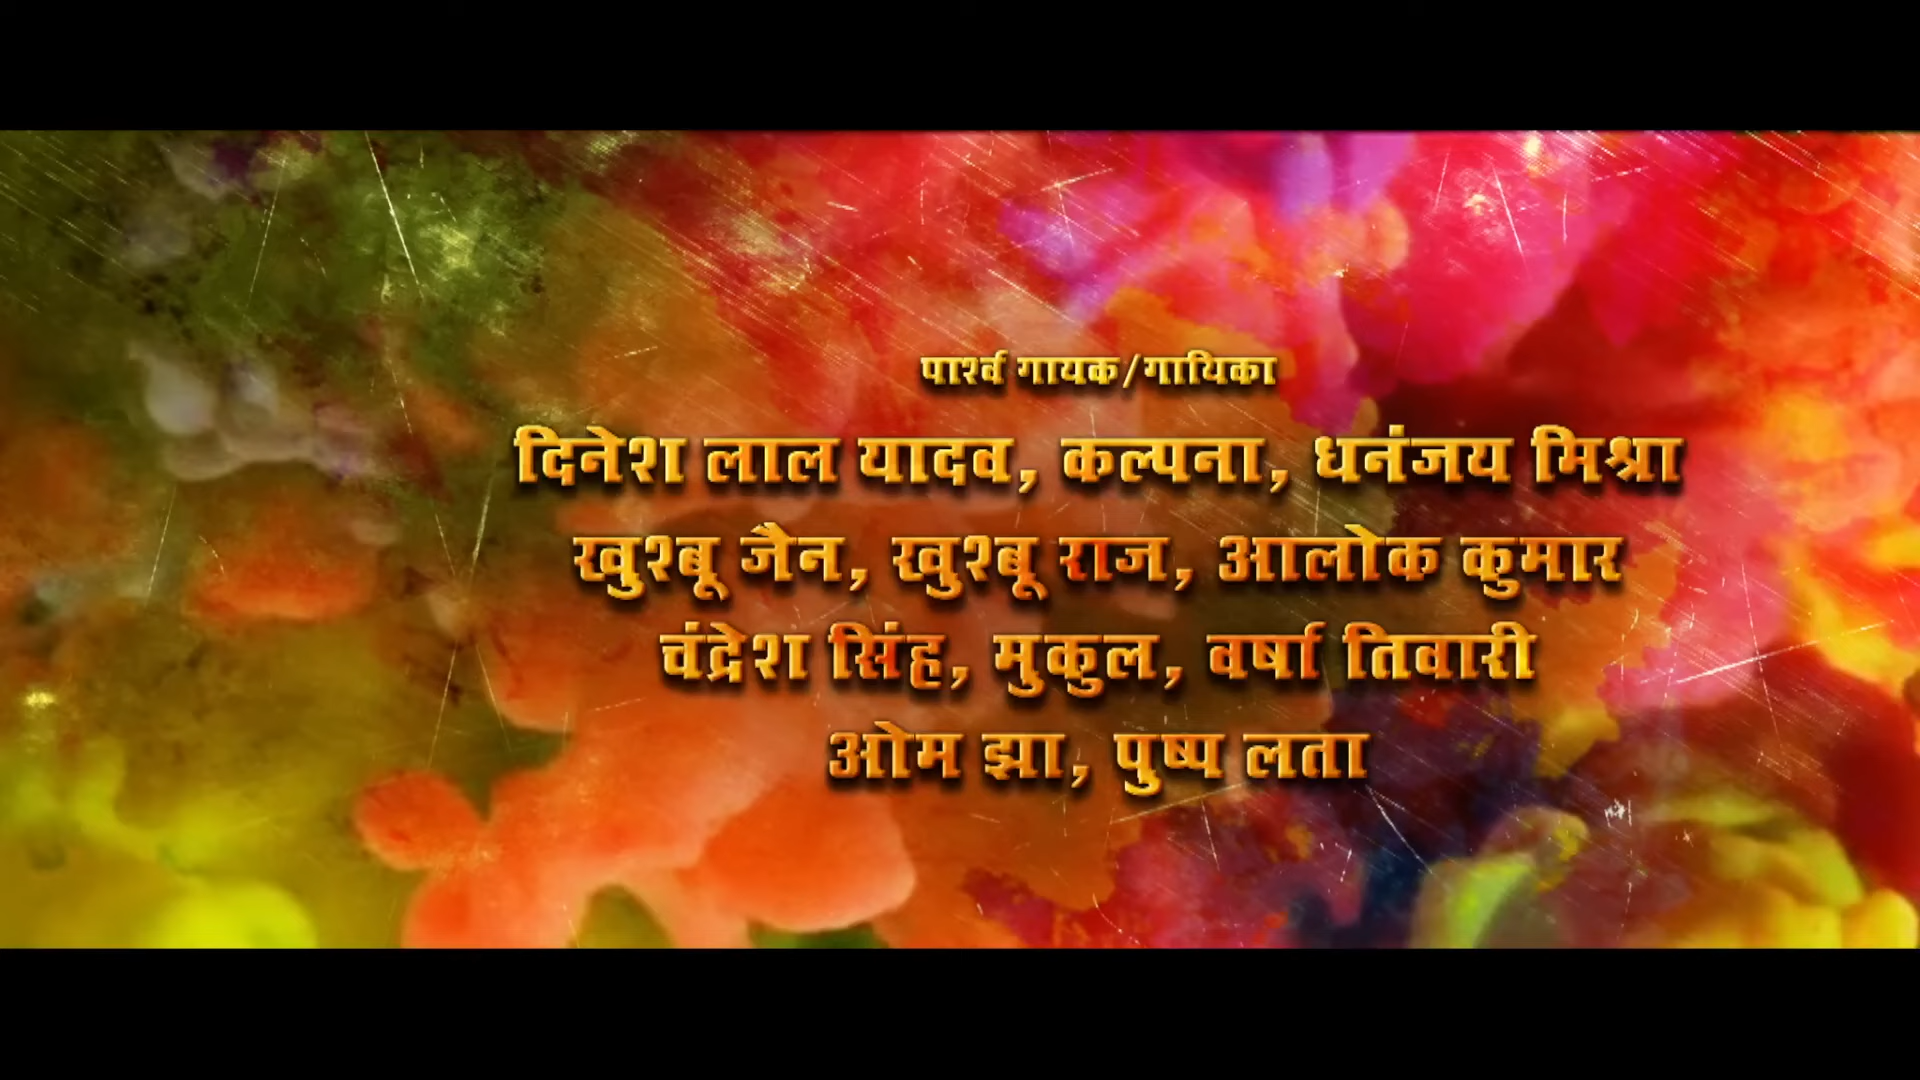 पार्श्व गायक/गायिका
दिनेश लाल यादव, कल्पना, धनंजय मिश्रा
खुश्बू जैन, खुश्बू राज, आलोक कुमार
चंद्रेश सिंह, मुकुल, वर्षा तिवारी
ओम झा, पुष्प लता